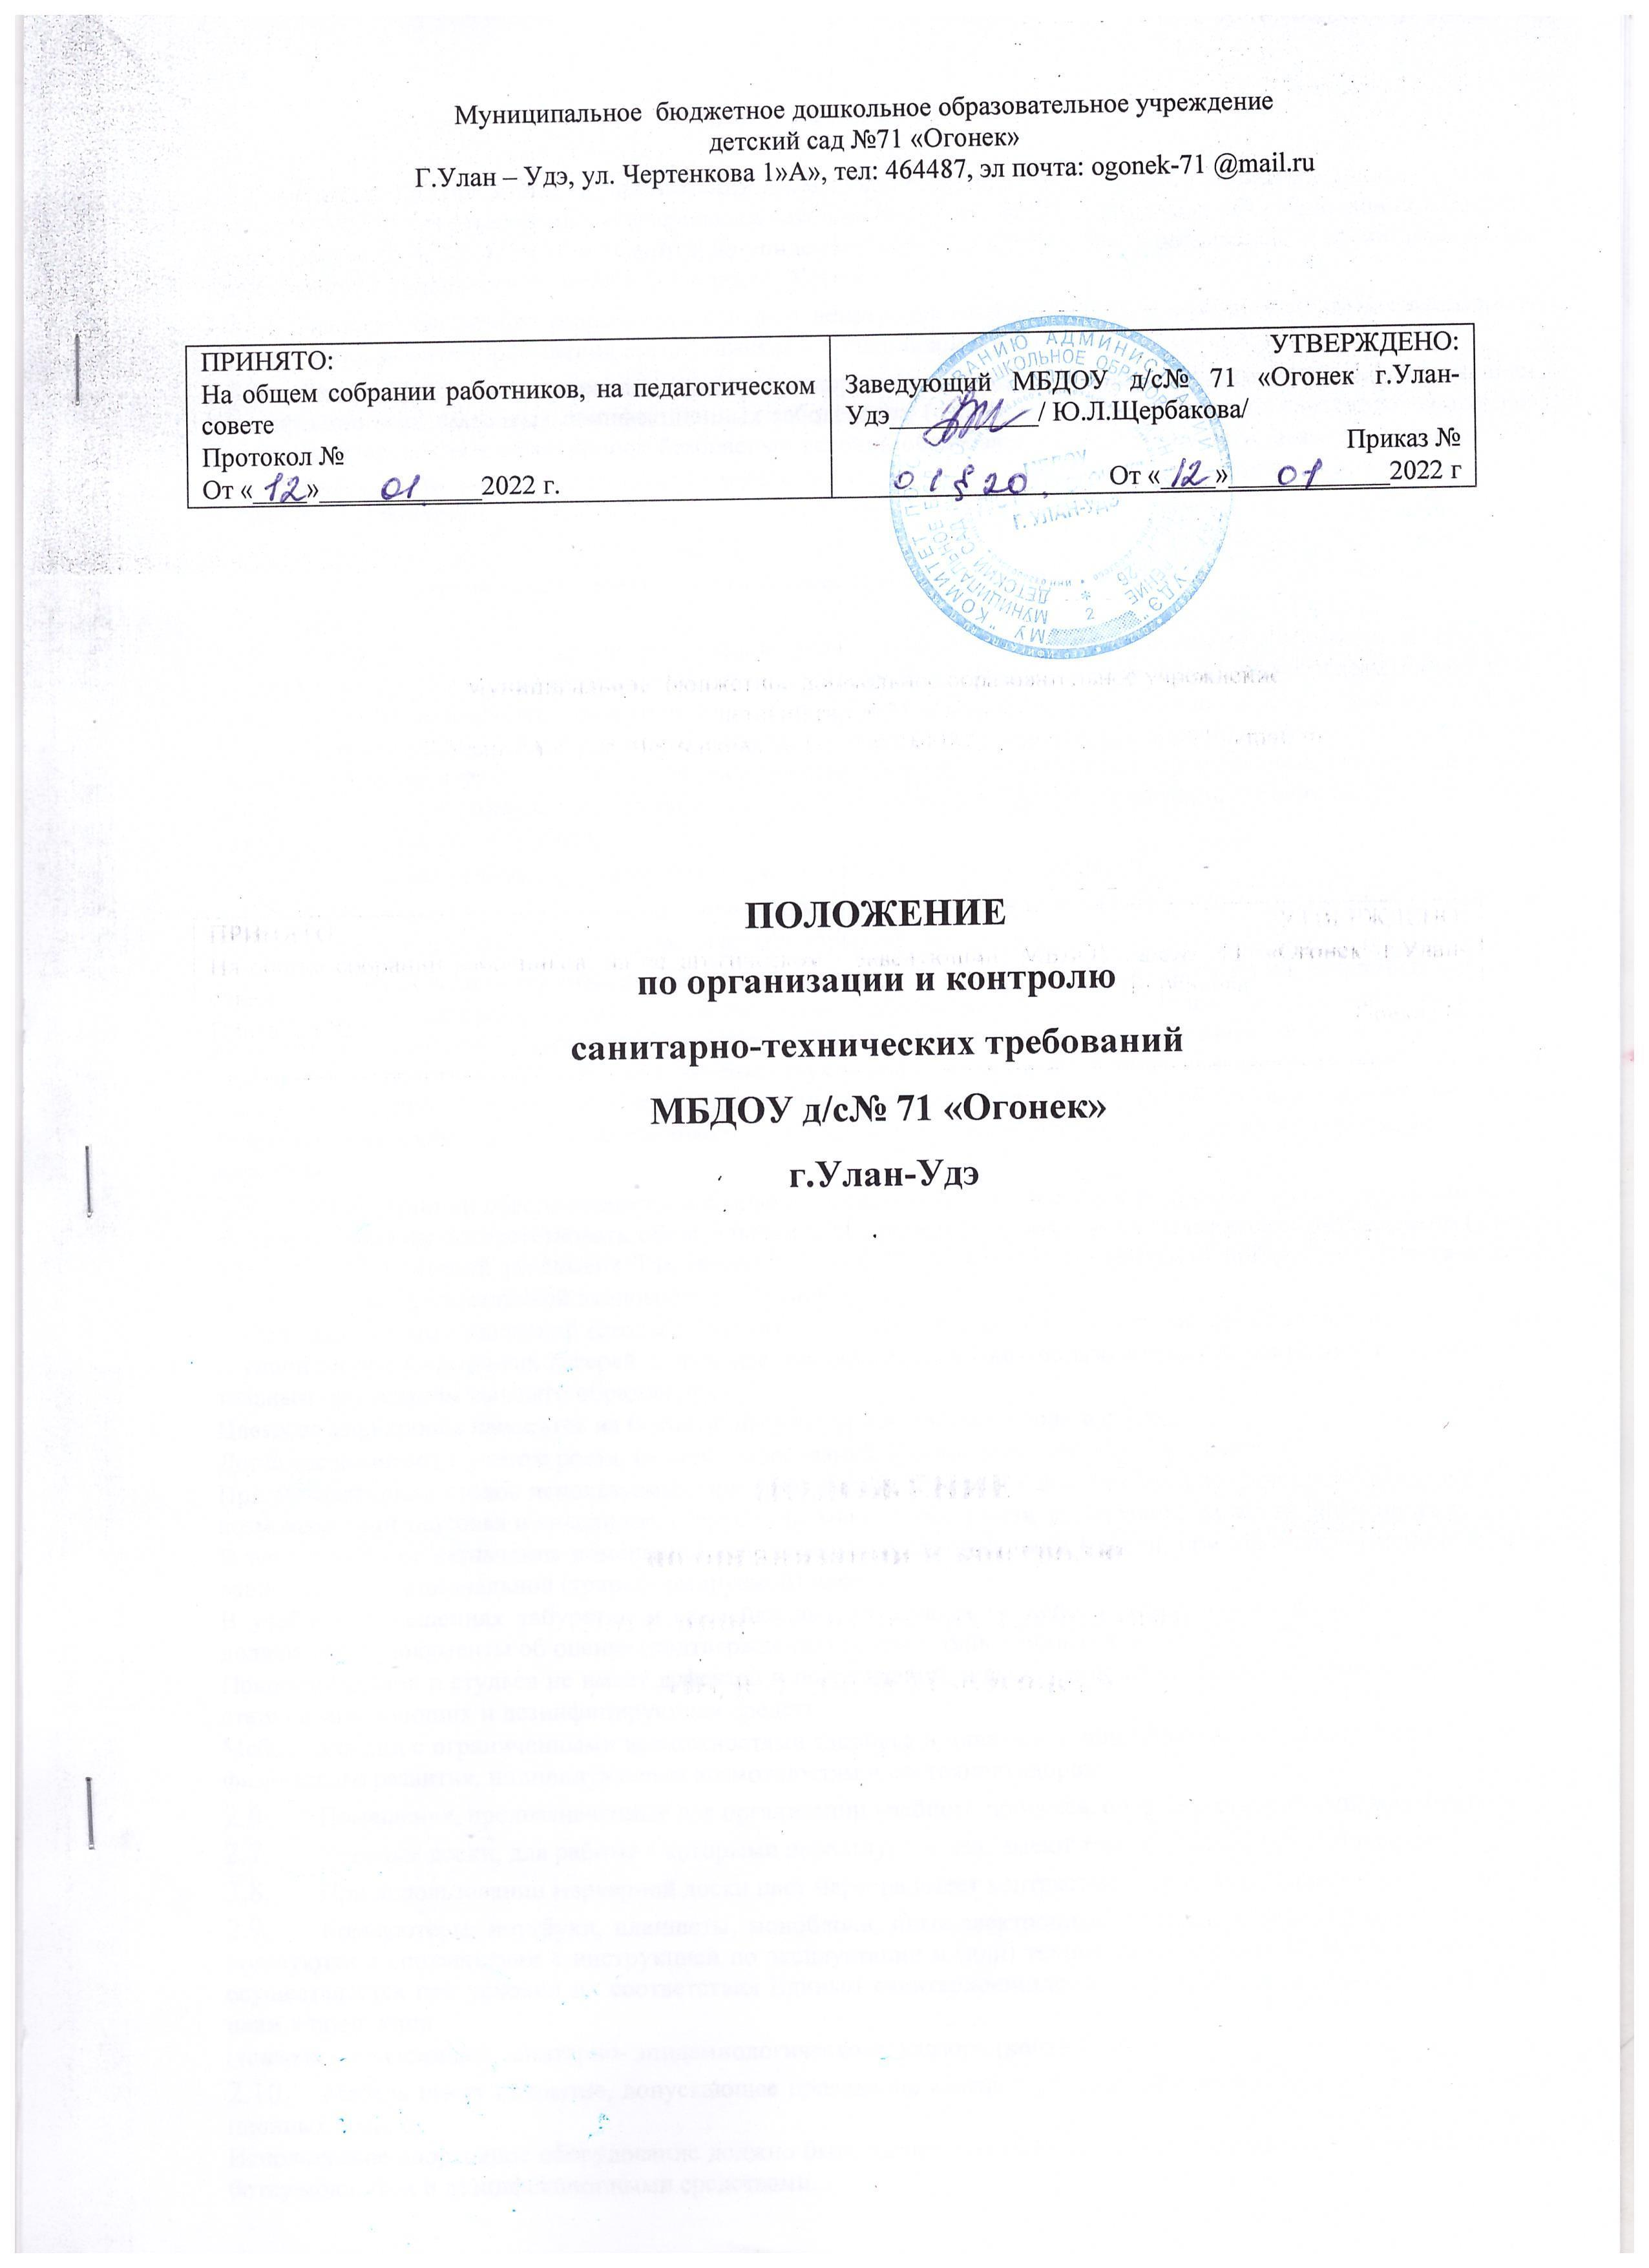 Муниципальное бюджетное дошкольное образовательное учреждение
детский сад №71 «Огонек»
Г.Улан – Удэ, ул. Чертенкова 1»А», тел: 464487, эл почта: ogonek-71 @mail.ru
ПРИНЯТО:
На общем собрании работников, на педагогическом
совете
Протокол №
От «12» 01 2022 г.
УТВЕРЖДЕНО:
Заведующий МБДОУ д/с№ 71 «Огонек г.Улан-
Удэ___________/ Ю.Л.Щербакова/
Приказ №
От «12» 01 2022 г
Г. УЛАН-УДЭ
ПОЛОЖЕНИЕ
по организации и контролю
санитарно-технических требований
МБДОУ д/с№ 71 «Огонек»
г.Улан-Удэ